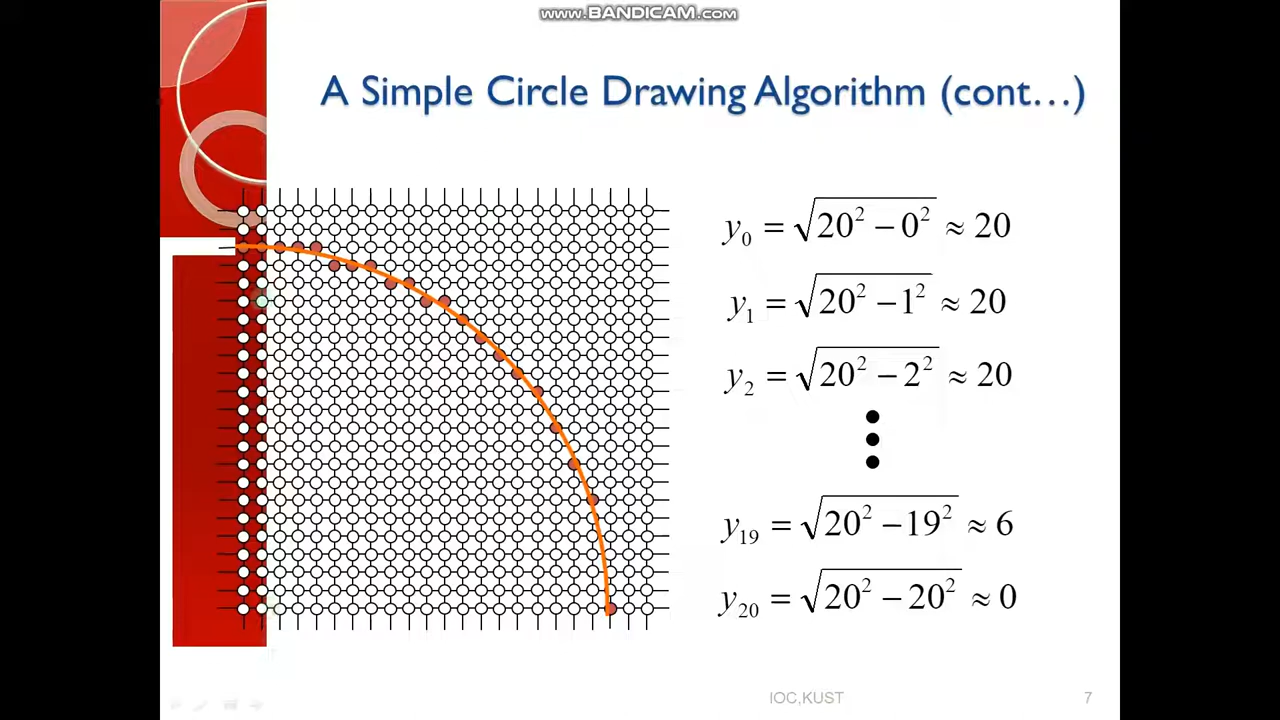 www.BANDICAM.com
A Simple Circle Drawing Algorithm (cont…)
y₀ = √(20² − 0²) ≈ 20
y₁ = √(20² − 1²) ≈ 20
y₂ = √(20² − 2²) ≈ 20
y₁₉ = √(20² − 19²) ≈ 6
y₂₀ = √(20² − 20²) ≈ 0
IOC,KUST
7